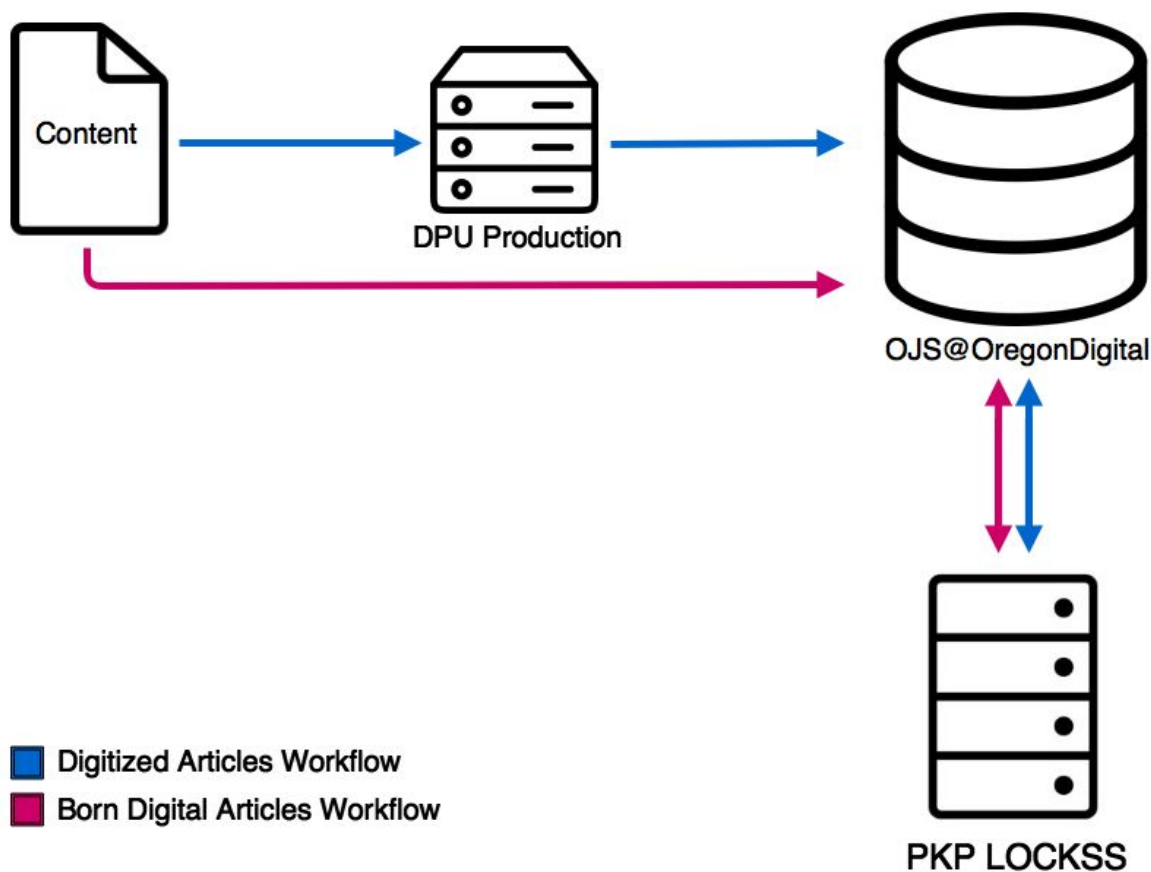 Content
DPU Production
OJS@OregonDigital
Digitized Articles Workflow
Born Digital Articles Workflow
PKP LOCKSS